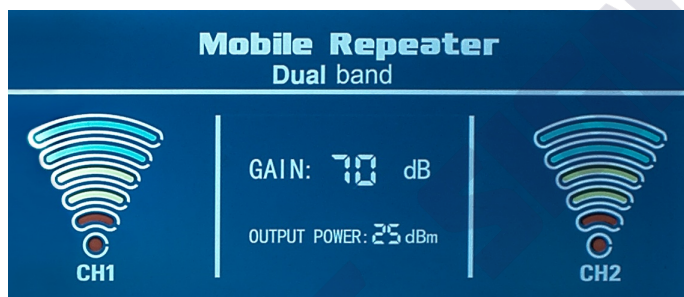 Mobile Repeater
Dual band
GAIN: 70 dB
OUTPUT POWER: 25 dBm
CH1
CH2